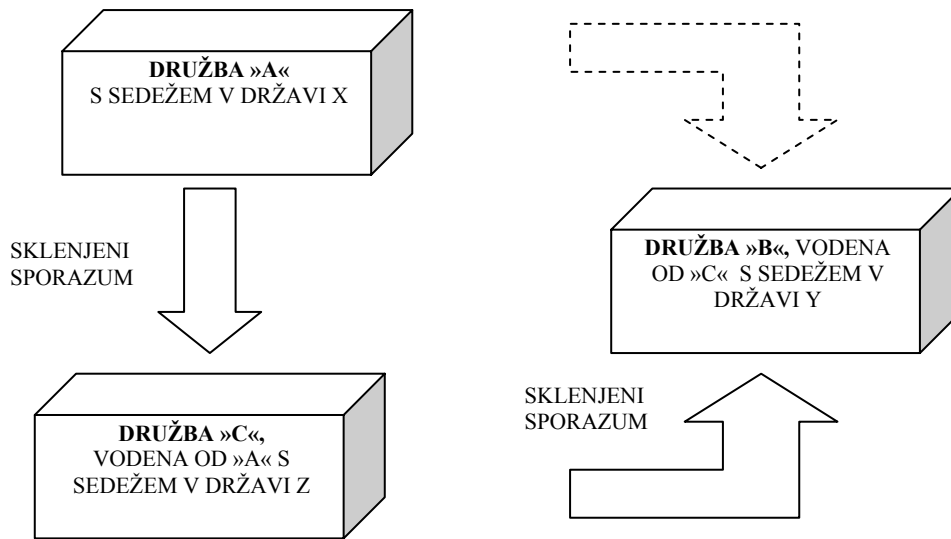 DRUŽBA »A«
S SEDEŽEM V DRŽAVI X
SKLENJENI
SPORAZUM
DRUŽBA »C«,
VODENA OD »A« S
SEDEŽEM V DRŽAVI Z
DRUŽBA »B«, VODENA
OD »C« S SEDEŽEM V
DRŽAVI Y
SKLENJENI
SPORAZUM